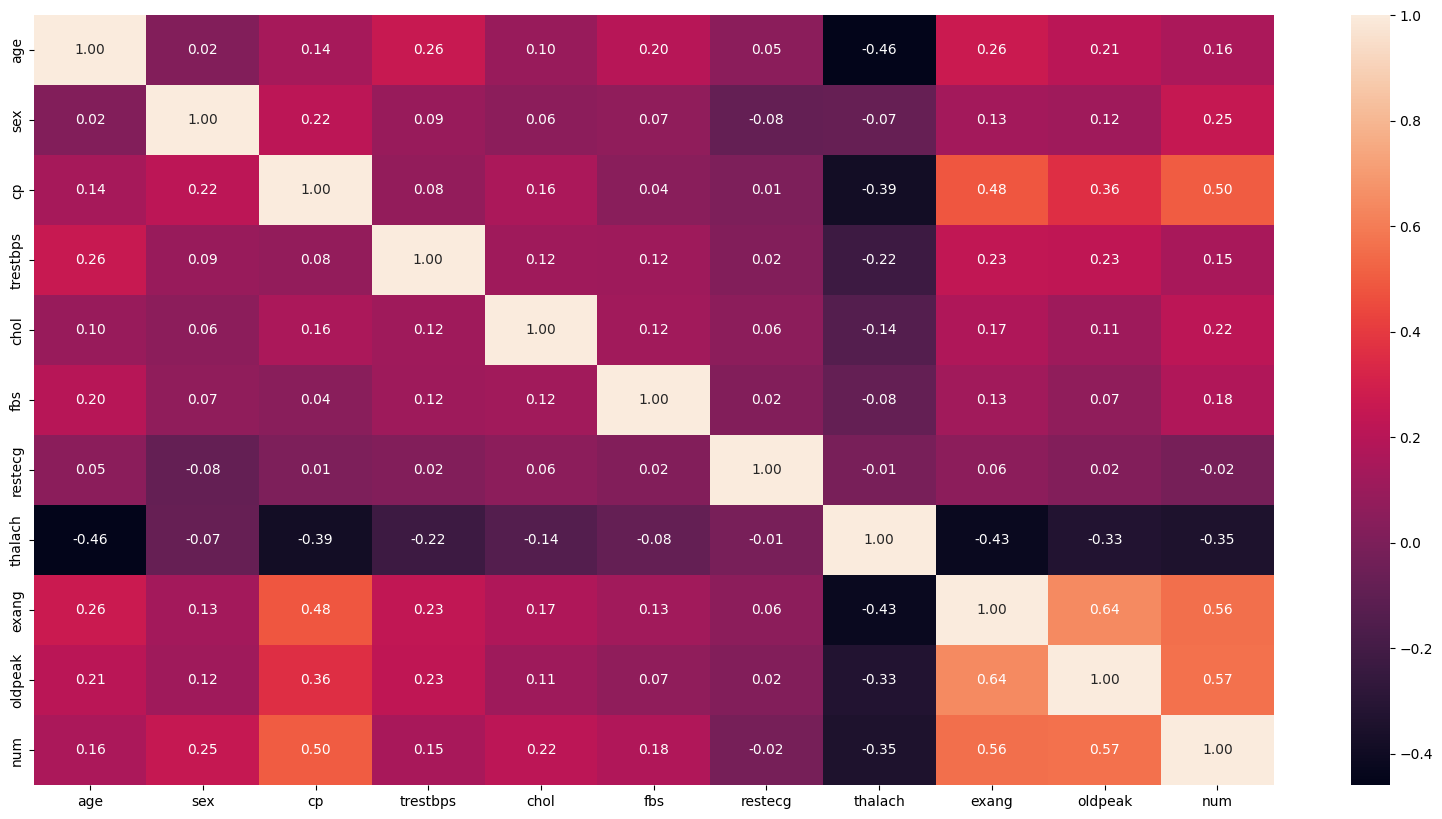 age 1.00 0.02 0.14 0.26 0.10 0.20 0.05 -0.46 0.26 0.21 0.16
sex 0.02 1.00 0.22 0.09 0.06 0.07 -0.08 -0.07 0.13 0.12 0.25
cp 0.14 0.22 1.00 0.08 0.16 0.04 0.01 -0.39 0.48 0.36 0.50
trestbps 0.26 0.09 0.08 1.00 0.12 0.12 0.02 -0.22 0.23 0.23 0.15
chol 0.10 0.06 0.16 0.12 1.00 0.12 0.06 -0.14 0.17 0.11 0.22
fbs 0.20 0.07 0.04 0.12 0.12 1.00 0.02 -0.08 0.13 0.07 0.18
restecg 0.05 -0.08 0.01 0.02 0.06 0.02 1.00 -0.01 0.06 0.02 -0.02
thalach -0.46 -0.07 -0.39 -0.22 -0.14 -0.08 -0.01 1.00 -0.43 -0.33 -0.35
exang 0.26 0.13 0.48 0.23 0.17 0.13 0.06 -0.43 1.00 0.64 0.56
oldpeak 0.21 0.12 0.36 0.23 0.11 0.07 0.02 -0.33 0.64 1.00 0.57
num 0.16 0.25 0.50 0.15 0.22 0.18 -0.02 -0.35 0.56 0.57 1.00
age sex cp trestbps chol fbs restecg thalach exang oldpeak num
1.0
0.8
0.6
0.4
0.2
0.0
−0.2
−0.4